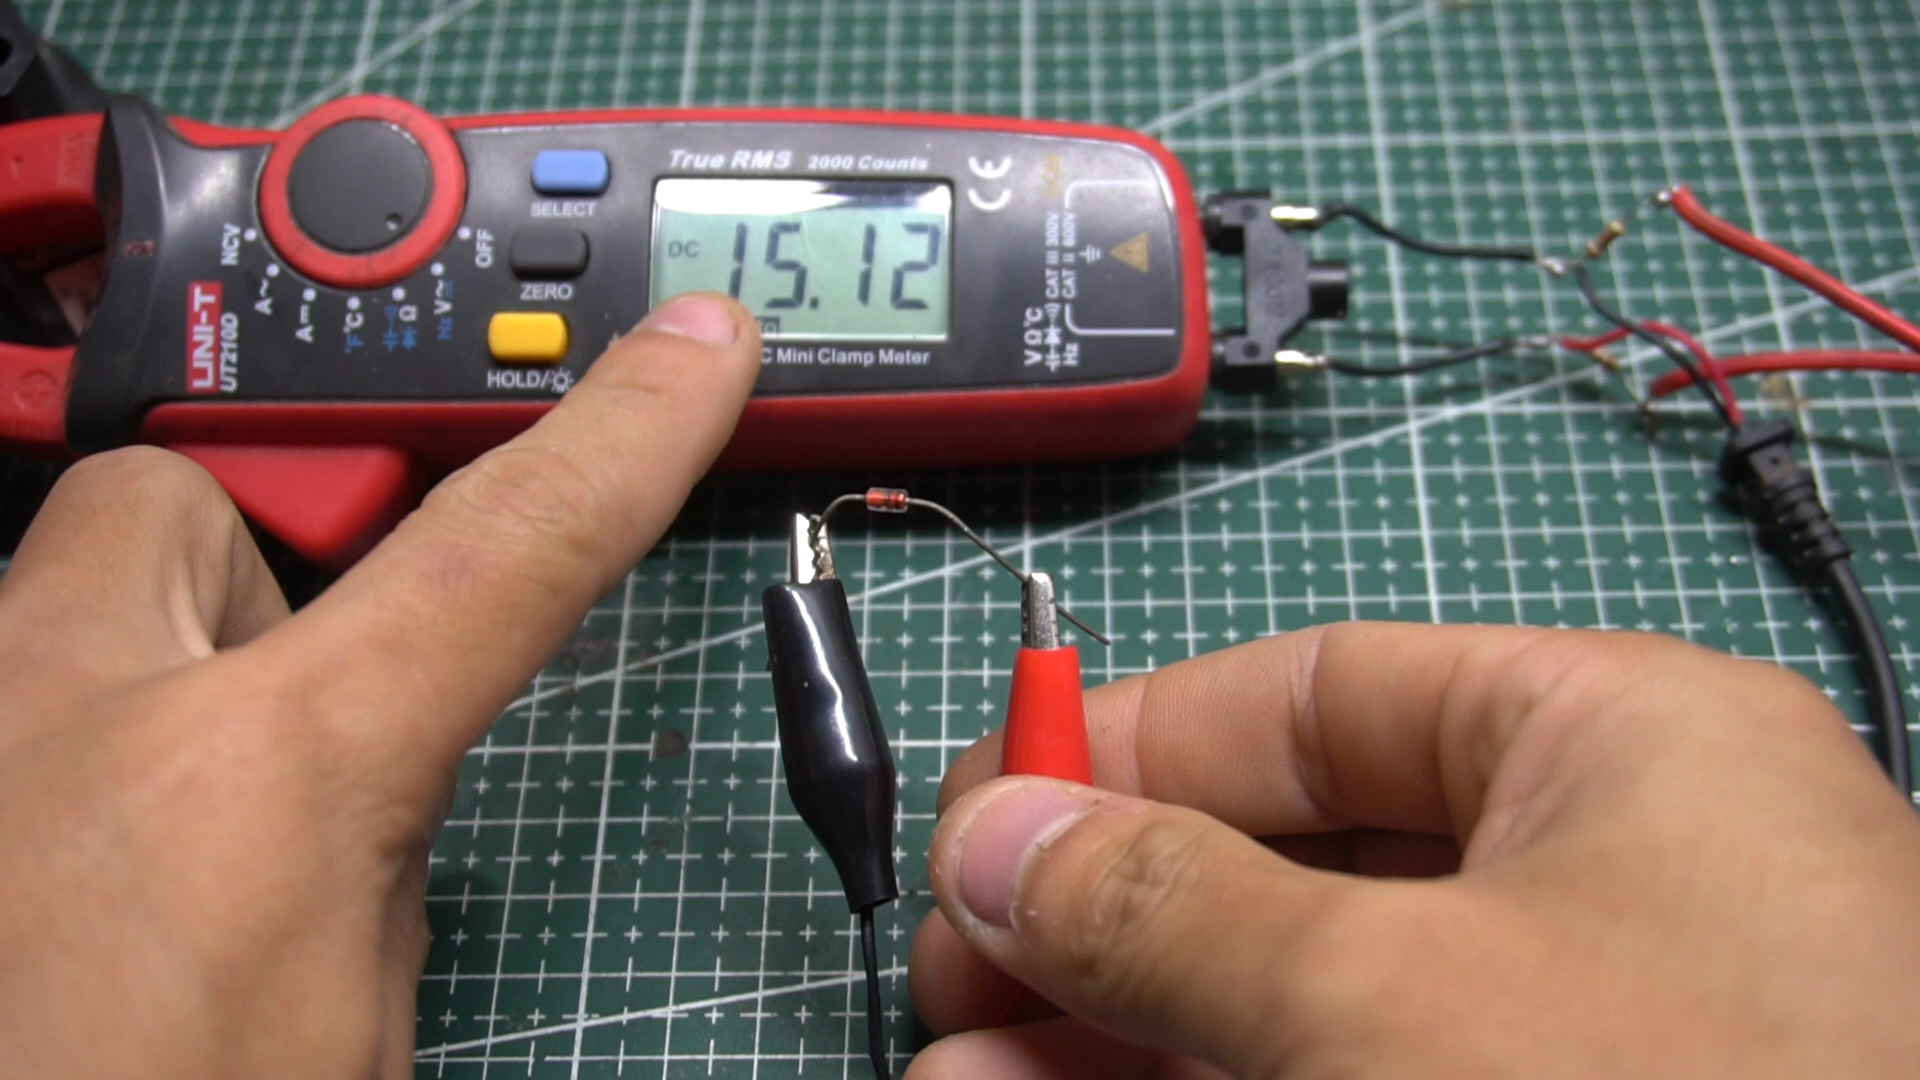 True RMS 2000 Counts
SELECT
ZERO
HOLD/
DC 15.12
C Mini Clamp Meter
NCV
A~
A
°F°C
Ω
Hz V~
OFF
UNI-T
UT210D
CE
CAT III 300V
CAT II 600V
VΩ°C
Hz